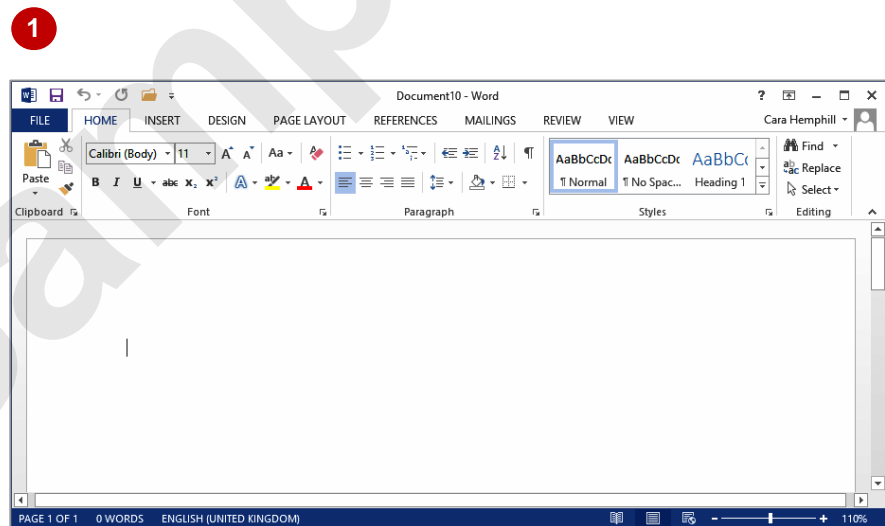 1
Document10 - Word
FILE HOME INSERT DESIGN PAGE LAYOUT REFERENCES MAILINGS REVIEW VIEW Cara Hemphill
Calibri (Body) 11 Aa Find
Paste B I U abc x₂ x² A aby A AaBbCcDc AaBbCcDc AaBbCc Replace
¶ Normal ¶ No Spac... Heading 1 Select
Clipboard Font Paragraph Styles Editing
PAGE 1 OF 1 0 WORDS ENGLISH (UNITED KINGDOM) 110%